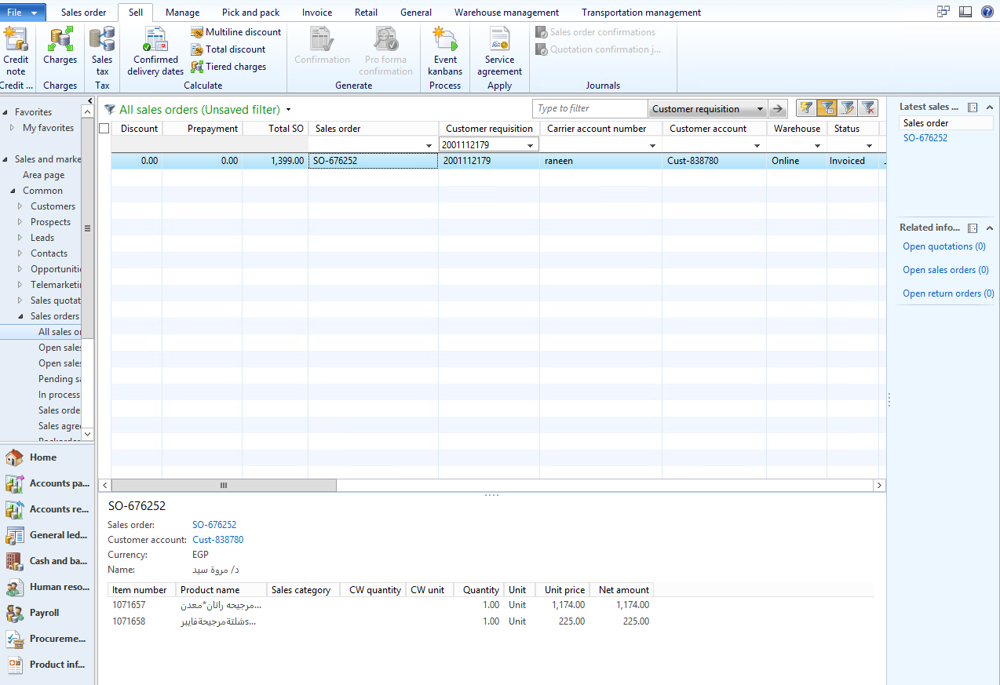 File Sales order Sell Manage Pick and pack Invoice Retail General Warehouse management Transportation management
Credit note
Charges
Sales tax
Confirmed delivery dates
Multiline discount
Total discount
Tiered charges
Confirmation
Pro forma confirmation
Event kanbans
Service agreement
Sales order confirmations
Quotation confirmation j...
Credit ... Charges Tax Calculate Generate Process Apply Journals
Favorites
My favorites
Sales and marke
Area page
Common
Customers
Prospects
Leads
Contacts
Opportuniti
Telemarketi
Sales quotat
Sales orders
All sales o
Open sales
Open sales
Pending sa
In process
Sales orde
Sales agree
Home
Accounts pa...
Accounts re...
General led...
Cash and ba...
Human reso...
Payroll
Procureme...
Product inf...
All sales orders (Unsaved filter)
Type to filter Customer requisition
Discount Prepayment Total SO Sales order Customer requisition Carrier account number Customer account Warehouse Status
2001112179
0.00 0.00 1,399.00 SO-676252 2001112179 raneen Cust-838780 Online Invoiced
SO-676252
Sales order: SO-676252
Customer account: Cust-838780
Currency: EGP
Name: د/ مروة سيد
Item number Product name Sales category CW quantity CW unit Quantity Unit Unit price Net amount
1071657 مرجيحه راتان*معدن... 1.00 Unit 1,174.00 1,174.00
1071658 شلتةمرجيحةفايبرs... 1.00 Unit 225.00 225.00
Latest sales ...
Sales order
SO-676252
Related info...
Open quotations (0)
Open sales orders (0)
Open return orders (0)